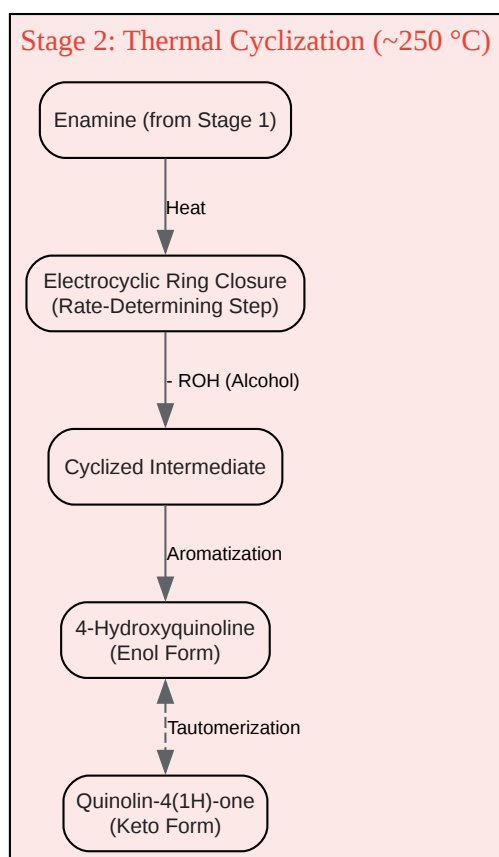 Stage 2: Thermal Cyclization (~250 °C)
Enamine (from Stage 1)
Heat
Electrocyclic Ring Closure
(Rate-Determining Step)
- ROH (Alcohol)
Cyclized Intermediate
Aromatization
4-Hydroxyquinoline
(Enol Form)
Tautomerization
Quinolin-4(1H)-one
(Keto Form)